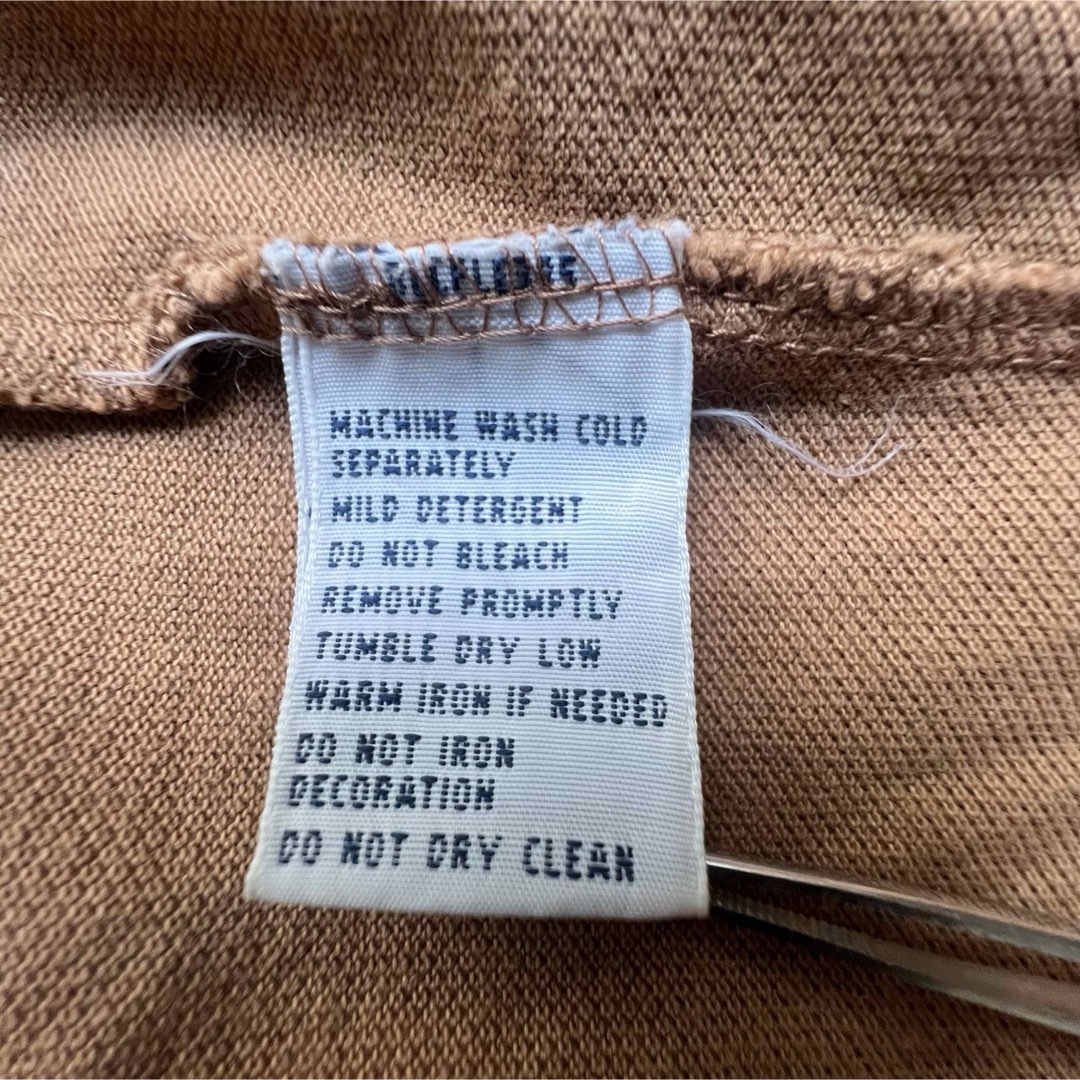 MACHINE WASH COLD
SEPARATELY
MILD DETERGENT
DO NOT BLEACH
REMOVE PROMPTLY
TUMBLE DRY LOW
WARM IRON IF NEEDED
DO NOT IRON
DECORATION
DO NOT DRY CLEAN